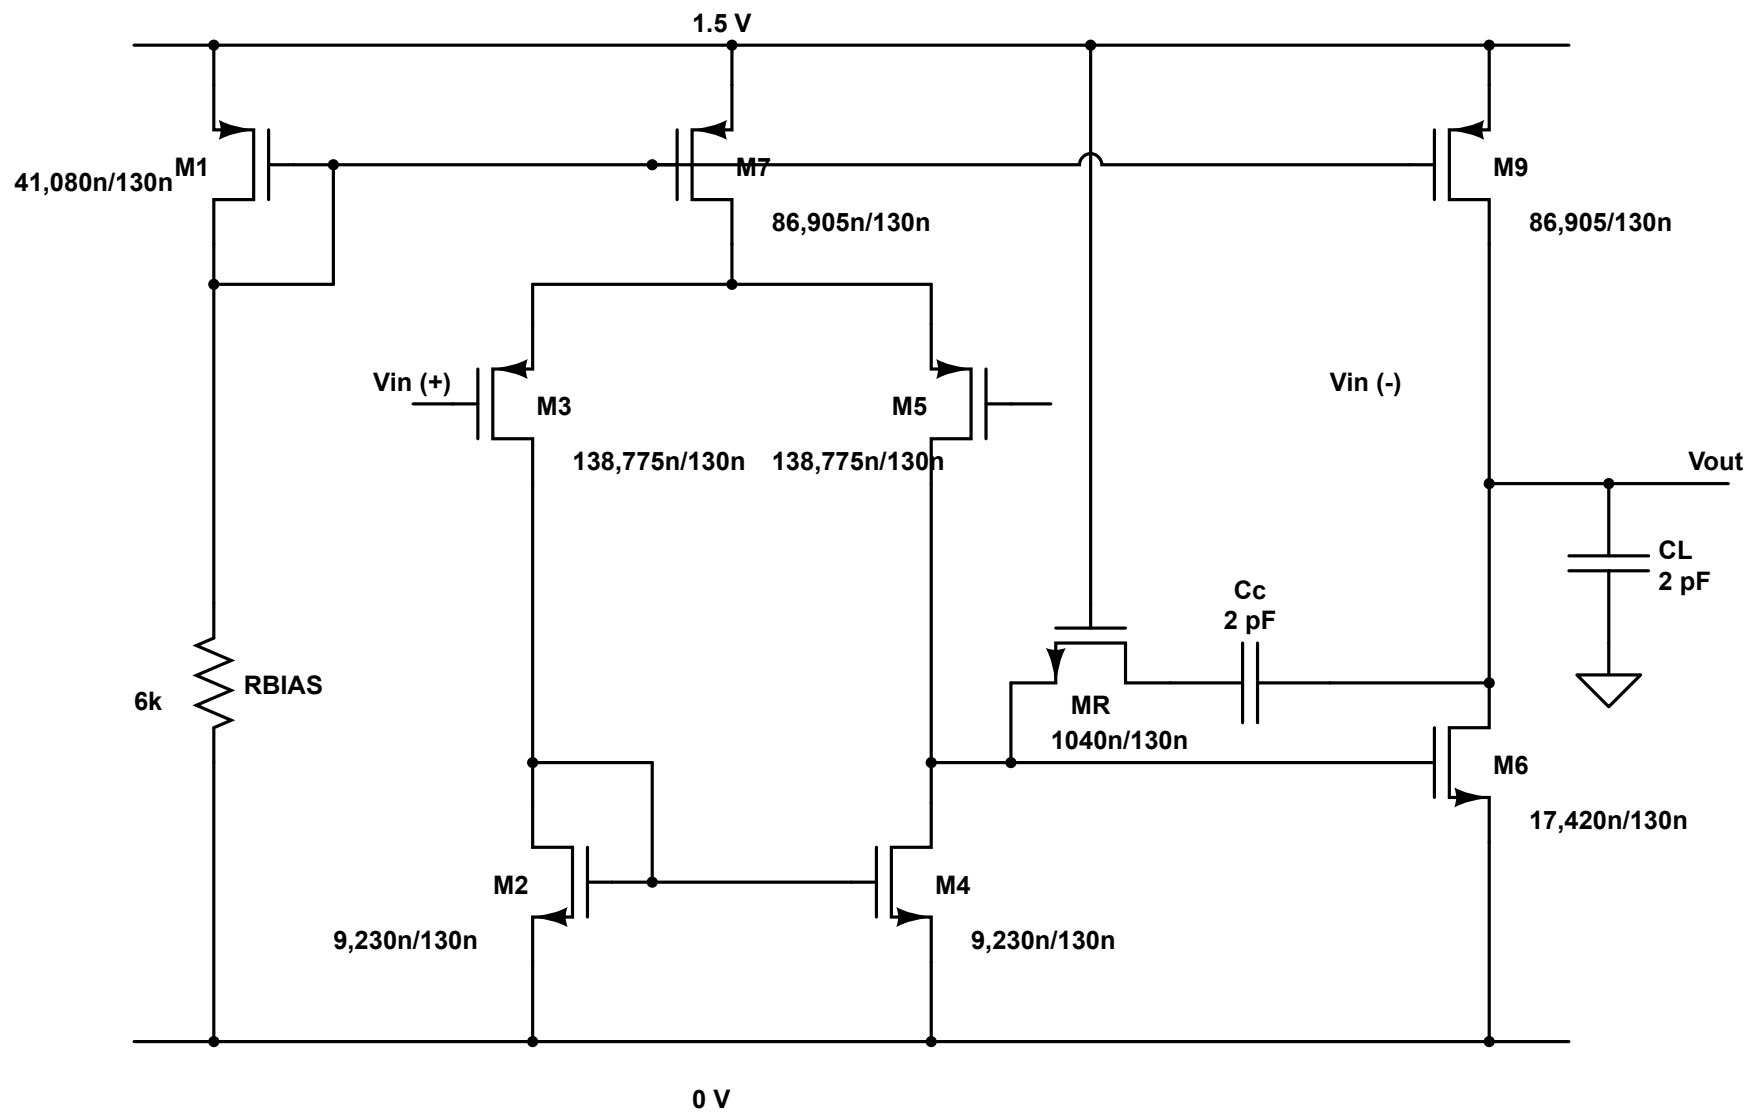 1.5 V
M1
41,080n/130n
M7
86,905n/130n
M9
86,905/130n
Vin (+)
M3
138,775n/130n
M5
138,775n/130n
Vin (-)
Vout
CL
2 pF
Cc
2 pF
RBIAS
6k
MR
1040n/130n
M6
17,420n/130n
M2
9,230n/130n
M4
9,230n/130n
0 V